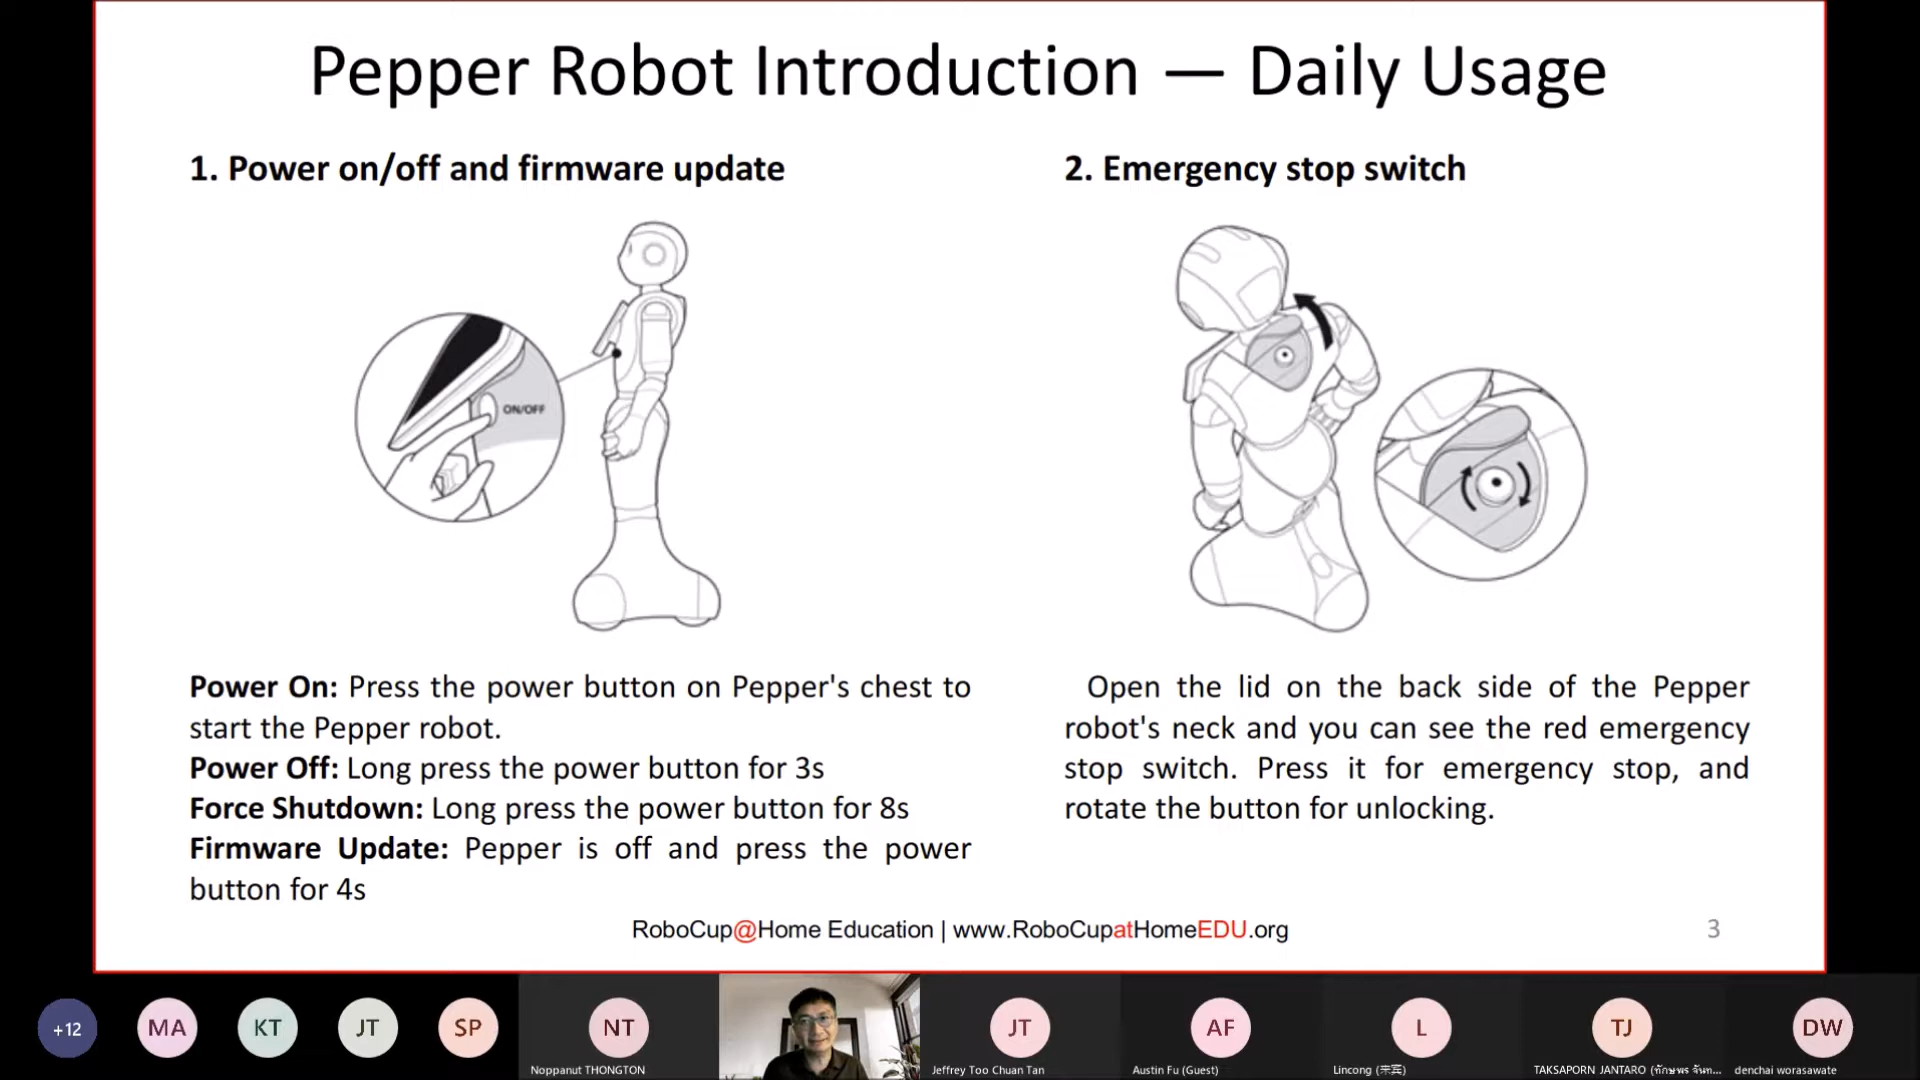 Pepper Robot Introduction — Daily Usage
1. Power on/off and firmware update
ON/OFF
Power On: Press the power button on Pepper's chest to
start the Pepper robot.
Power Off: Long press the power button for 3s
Force Shutdown: Long press the power button for 8s
Firmware Update: Pepper is off and press the power
button for 4s
2. Emergency stop switch
Open the lid on the back side of the Pepper
robot's neck and you can see the red emergency
stop switch. Press it for emergency stop, and
rotate the button for unlocking.
RoboCup@Home Education | www.RoboCupatHomeEDU.org
3
+12
MA
KT
JT
SP
NT
Noppanut THONGTON
JT
Jeffrey Too Chuan Tan
AF
Austin Fu (Guest)
L
Lincong
TJ
TAKSAPORN JANTARO
DW
denchai worasawate